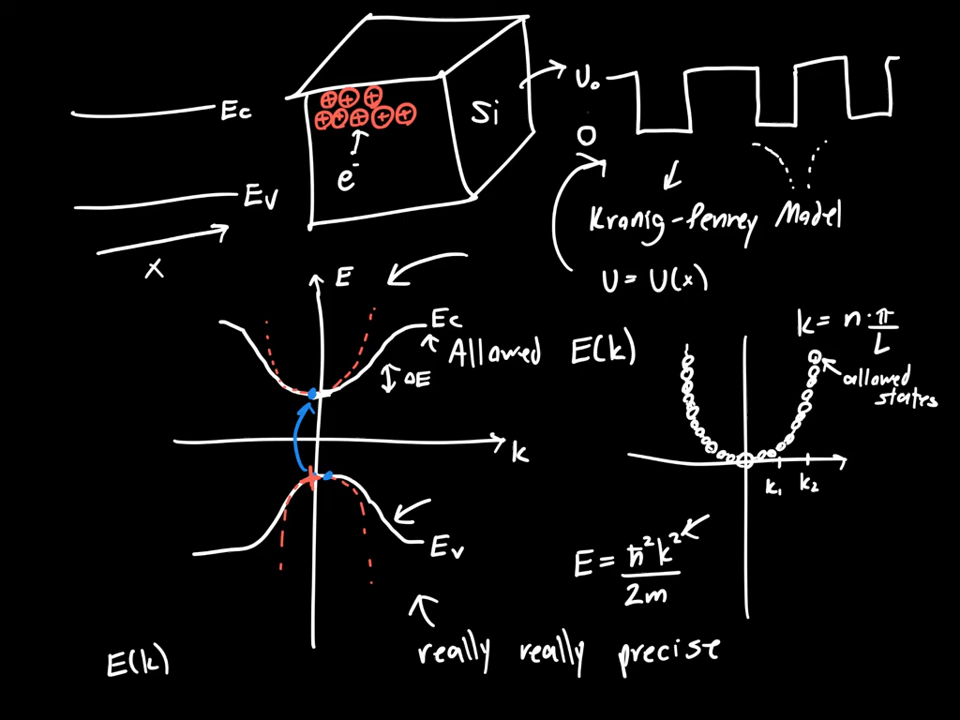 Ec
Ev
x
⊕⊕⊕
⊕⊕⊕⊕⊕
e⁻
Si
U₀
0
Kranig-Penney Model
U = U(x)
E
Ec
Allowed E(k)
ΔE
k
Ev
k = n·π/L
allowed states
k₁ k₂
E = ħ²k²/2m
really really precise
E(k)